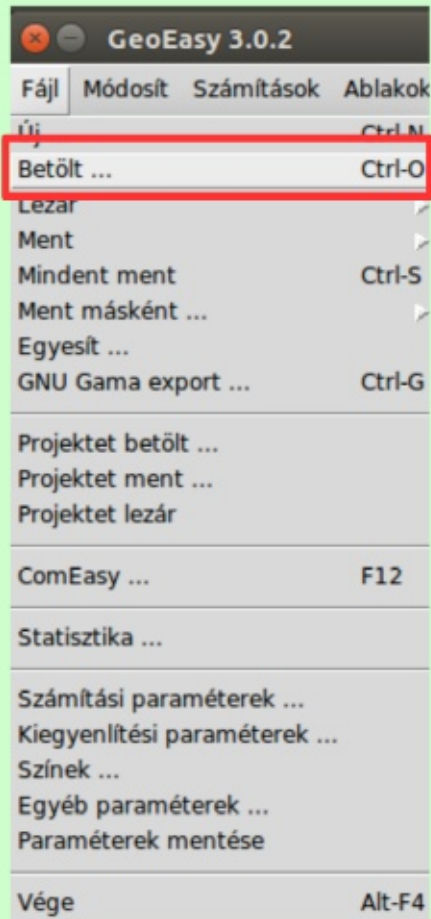 GeoEasy 3.0.2
Fájl Módosít Számítások Ablakok
Új Ctrl-N
Betölt ... Ctrl-O
Lezár
Ment
Mindent ment Ctrl-S
Ment másként ...
Egyesít ...
GNU Gama export ... Ctrl-G
Projektet betölt ...
Projektet ment ...
Projektet lezár
ComEasy ... F12
Statisztika ...
Számítási paraméterek ...
Kiegyenlítési paraméterek ...
Színek ...
Egyéb paraméterek ...
Paraméterek mentése
Vége Alt-F4